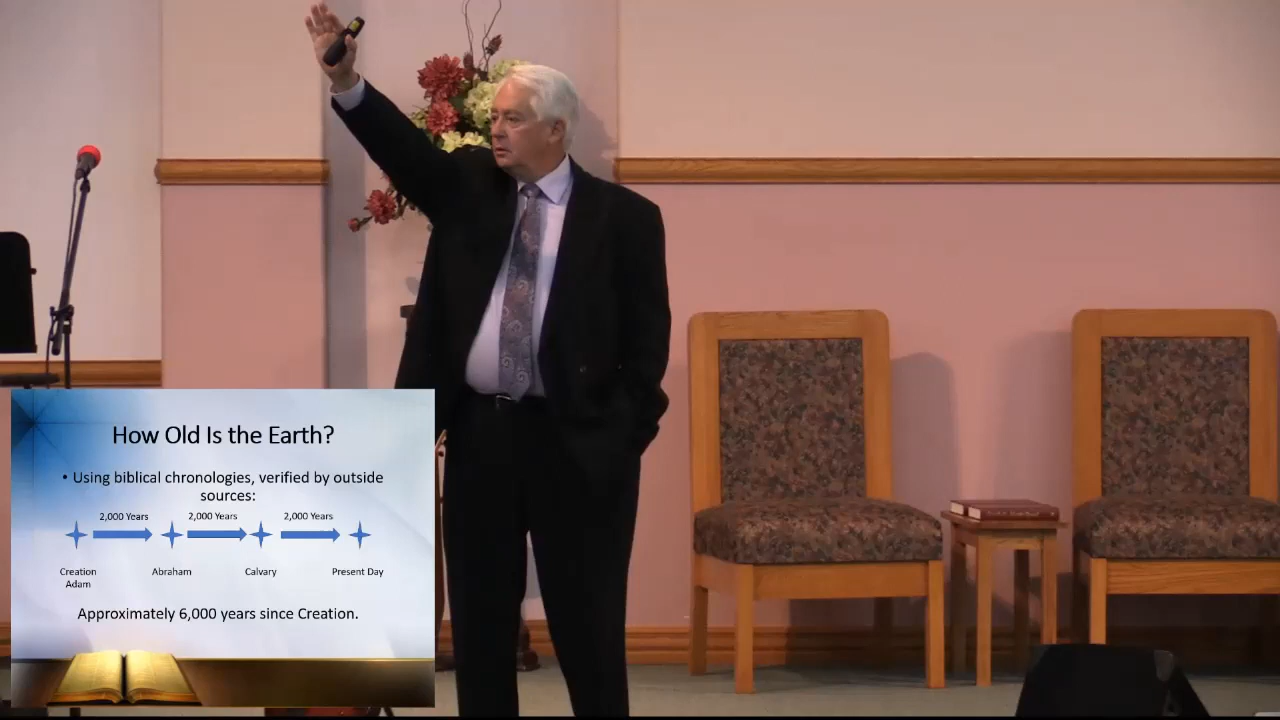 How Old Is the Earth?
• Using biblical chronologies, verified by outside
sources:
2,000 Years 2,000 Years 2,000 Years
Creation Adam Abraham Calvary Present Day
Approximately 6,000 years since Creation.